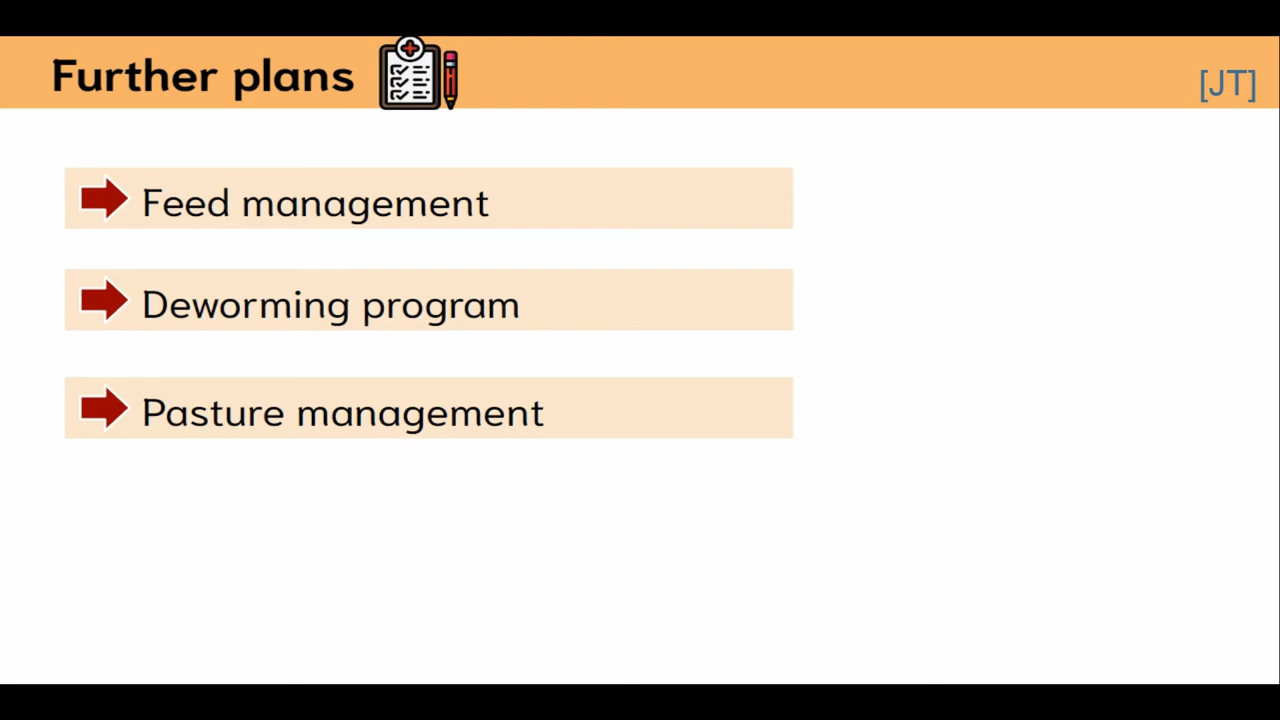 Further plans
[JT]
Feed management
Deworming program
Pasture management